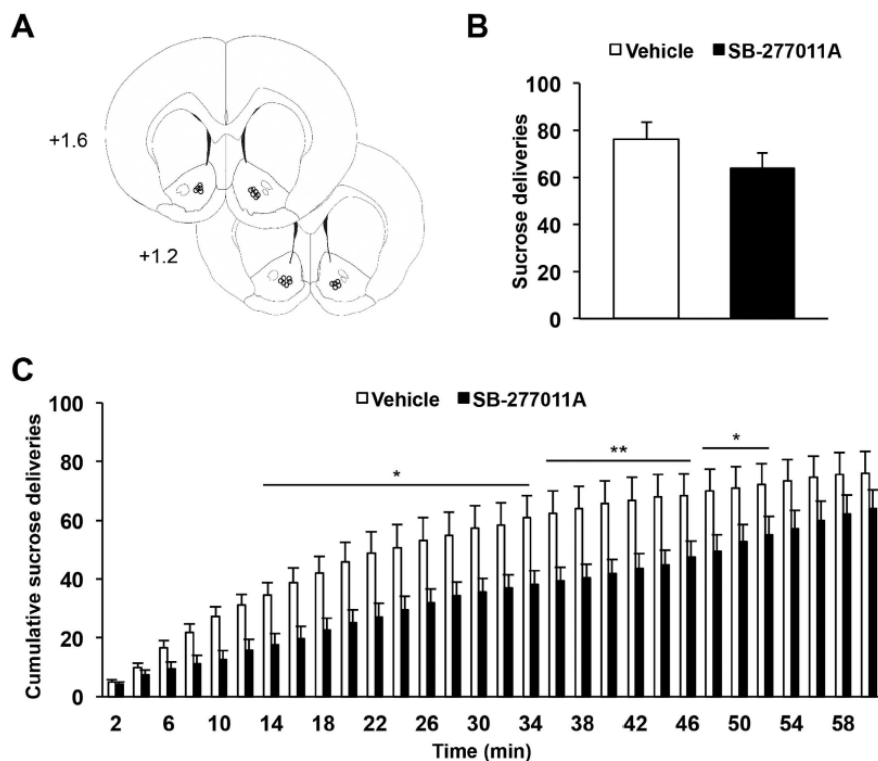 A
+1.6
+1.2
B
Vehicle SB-277011A
100
80
60
40
20
0
Sucrose deliveries
C
Vehicle SB-277011A
100
80
60
40
20
0
Cumulative sucrose deliveries
* ** *
2 6 10 14 18 22 26 30 34 38 42 46 50 54 58
Time (min)